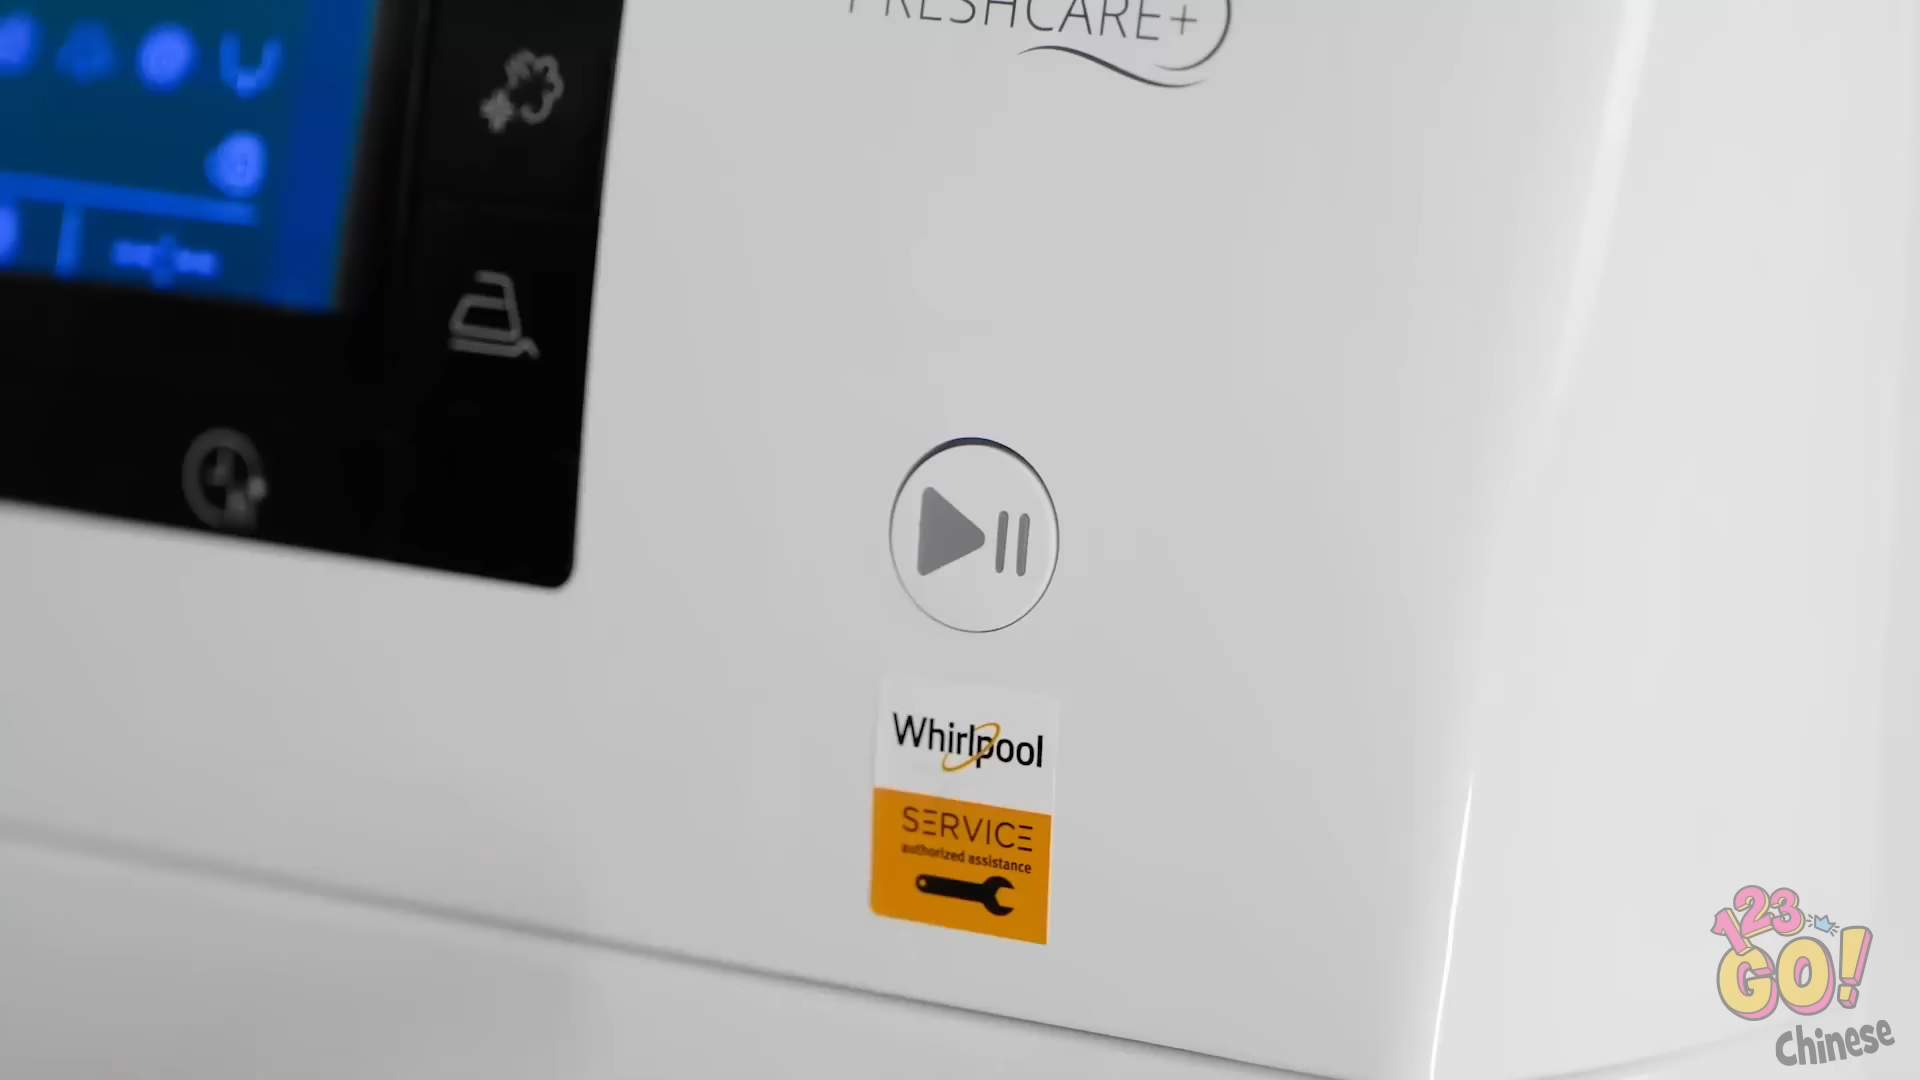 FRESHCARE+
Whirlpool
SERVICE
authorized assistance
123
GO!
Chinese